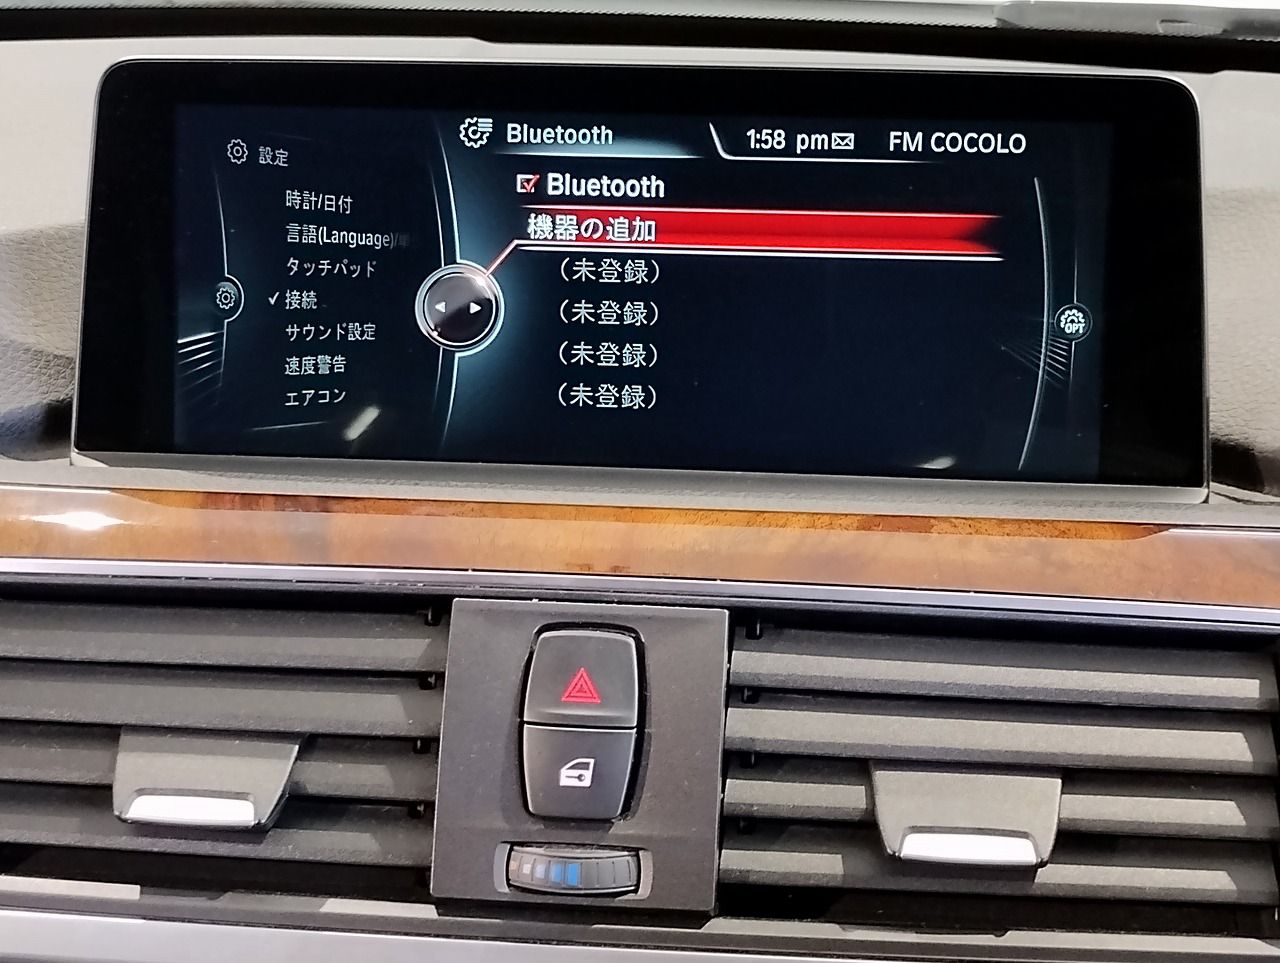 設定
時計/日付
言語(Language)/
タッチパッド
✓ 接続
サウンド設定
速度警告
エアコン
Bluetooth
1:58 pm
FM COCOLO
Bluetooth
機器の追加
(未登録)
(未登録)
(未登録)
(未登録)
OPT